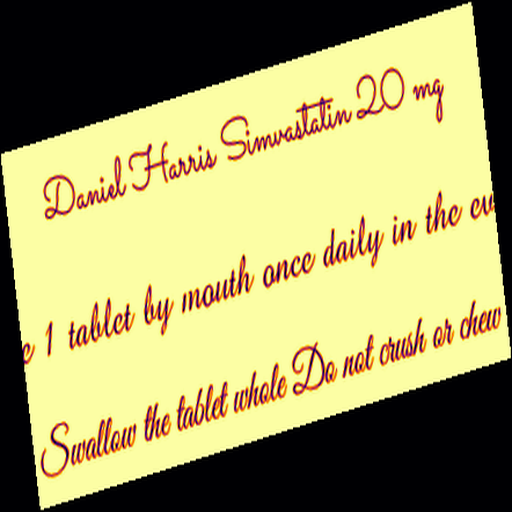 Daniel Harris Simvastatin 20 mg
1 tablet by mouth once daily in the
Swallow the tablet whole Do not crush or chew